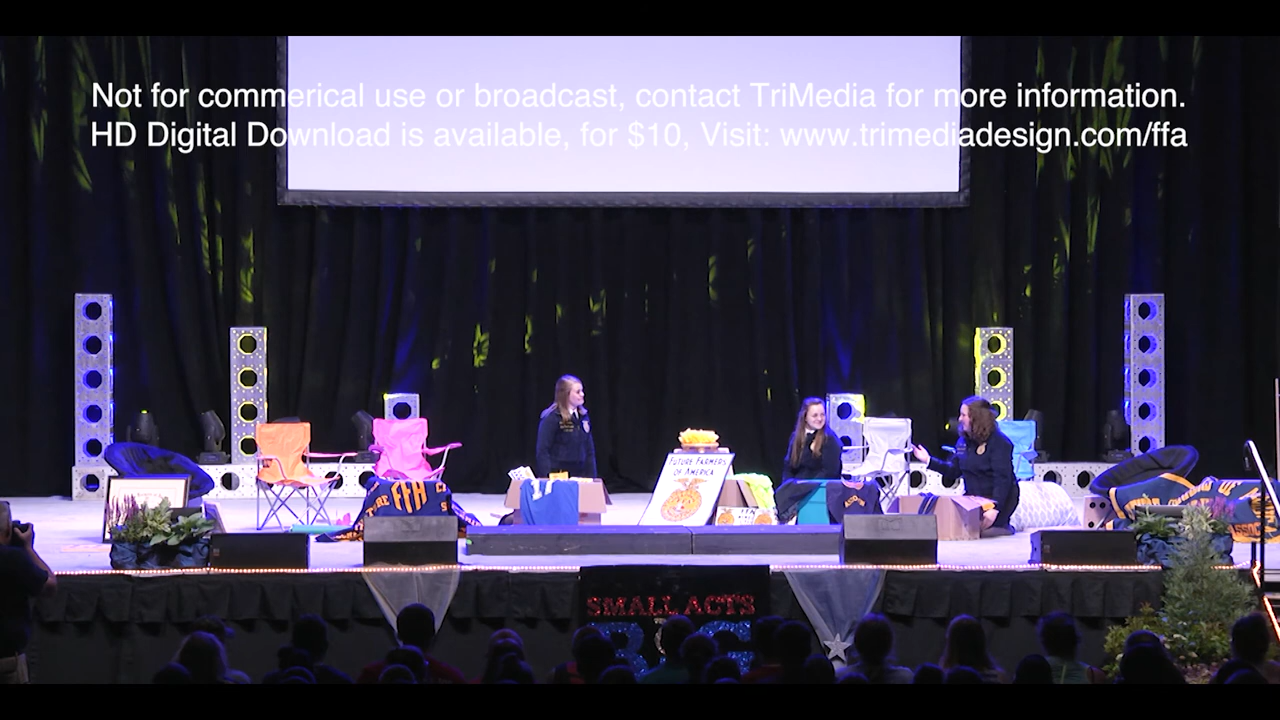 Not for commerical use or broadcast, contact TriMedia for more information.
HD Digital Download is available, for $10, Visit: www.trimediadesign.com/ffa
FUTURE FARMERS
OF AMERICA
FFA
SMALL ACTS